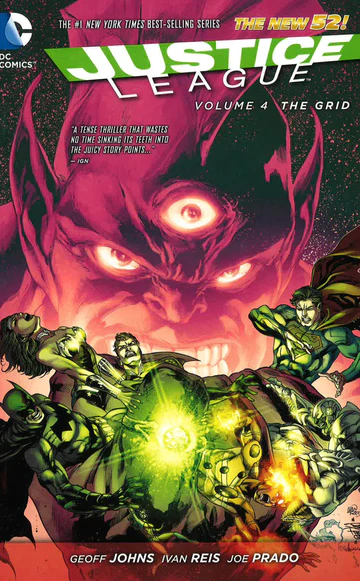 DC
DC
COMICS™
THE #1 NEW YORK TIMES BEST-SELLING SERIES
THE NEW 52!
JUSTICE
LEAGUE
VOLUME 4 THE GRID
"A TENSE THRILLER THAT WASTES
NO TIME SINKING ITS TEETH INTO
THE JUICY STORY POINTS..."
— IGN
GEOFF JOHNS IVAN REIS JOE PRADO